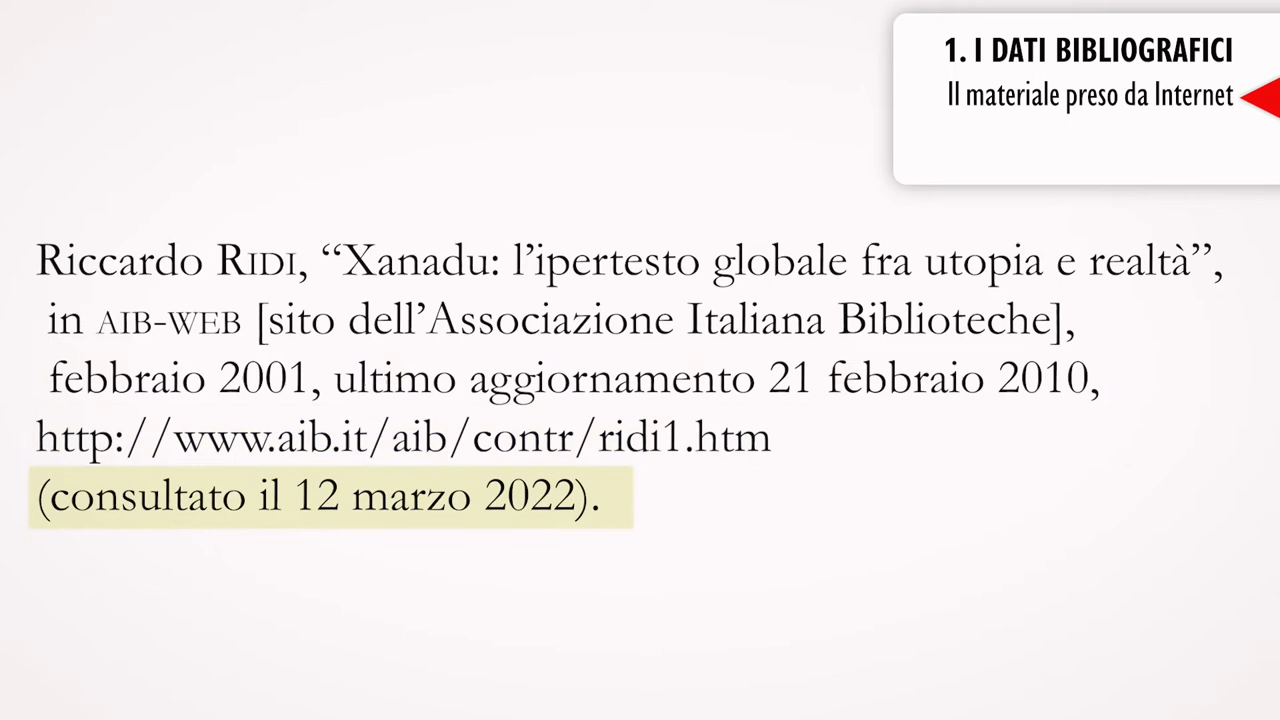 1. I DATI BIBLIOGRAFICI
Il materiale preso da Internet
Riccardo RIDI, “Xanadu: l’ipertesto globale fra utopia e realtà”,
in AIB-WEB [sito dell’Associazione Italiana Biblioteche],
febbraio 2001, ultimo aggiornamento 21 febbraio 2010,
http://www.aib.it/aib/contr/ridi1.htm
(consultato il 12 marzo 2022).